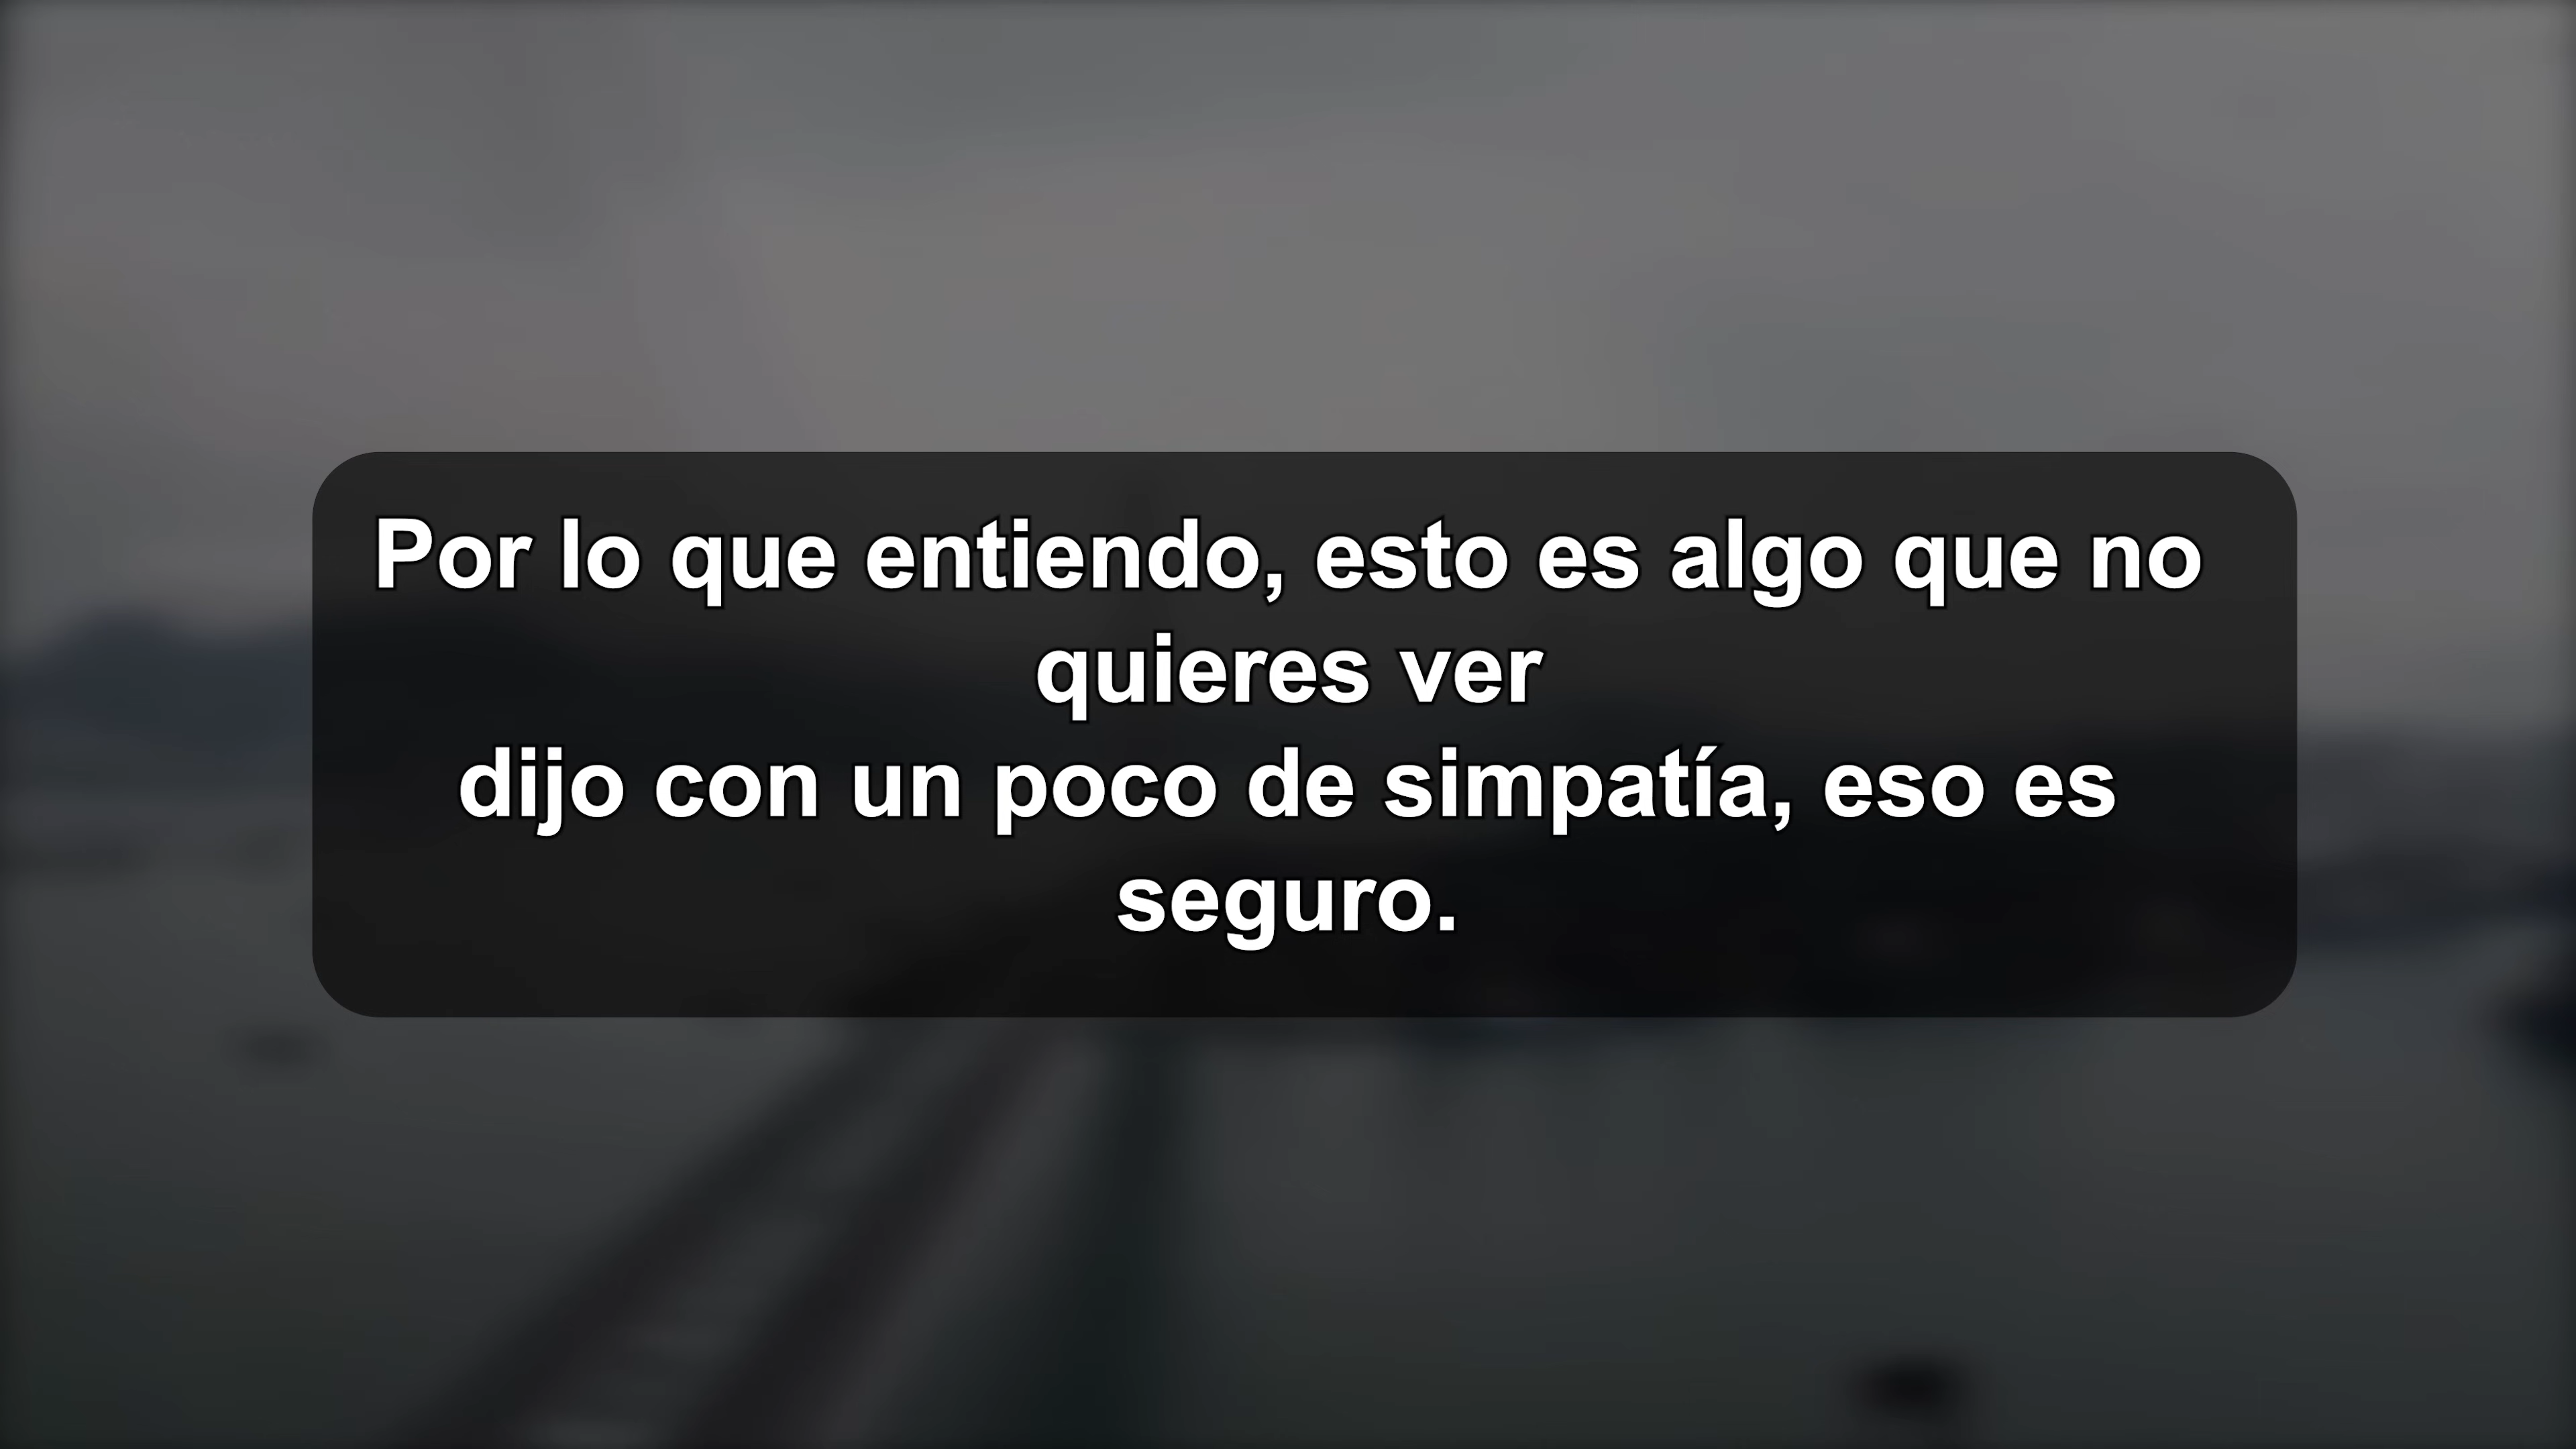 Por lo que entiendo, esto es algo que no
quieres ver
dijo con un poco de simpatía, eso es
seguro.